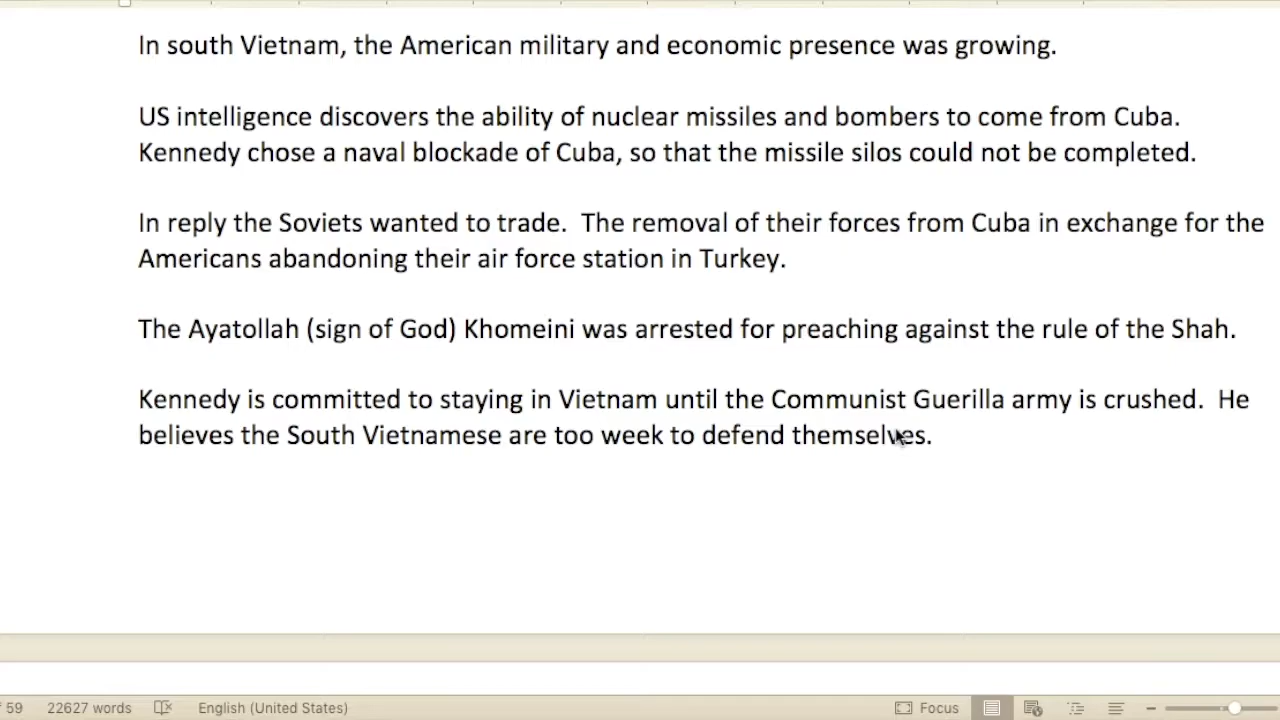 In south Vietnam, the American military and economic presence was growing.
US intelligence discovers the ability of nuclear missiles and bombers to come from Cuba.
Kennedy chose a naval blockade of Cuba, so that the missile silos could not be completed.
In reply the Soviets wanted to trade.  The removal of their forces from Cuba in exchange for the
Americans abandoning their air force station in Turkey.
The Ayatollah (sign of God) Khomeini was arrested for preaching against the rule of the Shah.
Kennedy is committed to staying in Vietnam until the Communist Guerilla army is crushed.  He
believes the South Vietnamese are too week to defend themselves.
59 22627 words English (United States) Focus